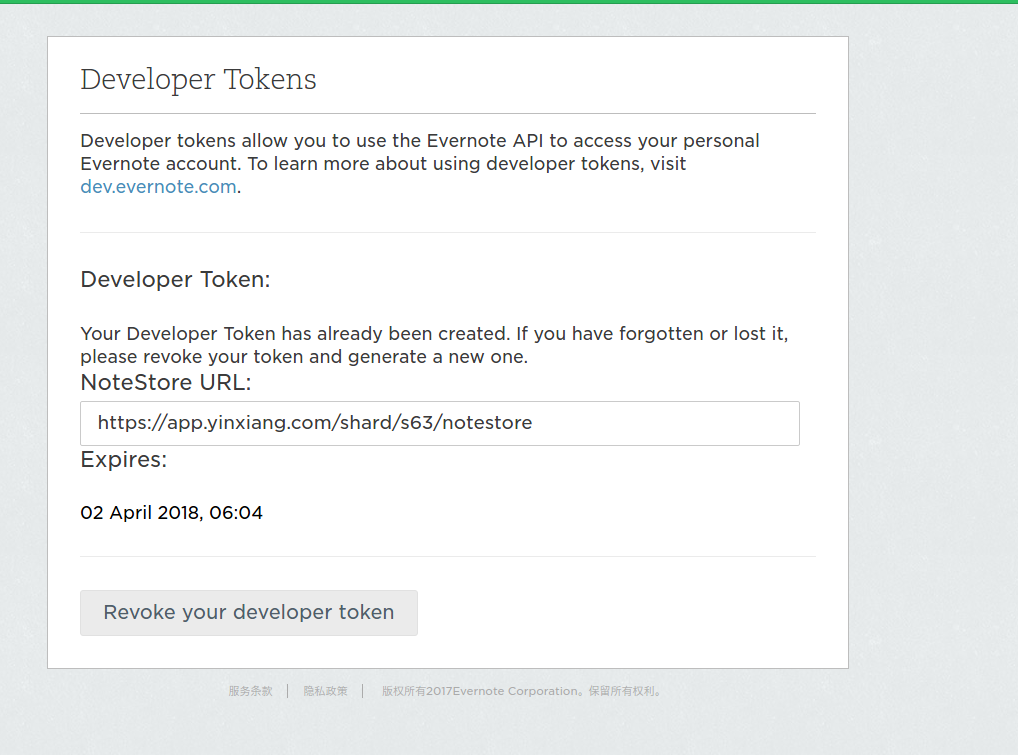 Developer Tokens
Developer tokens allow you to use the Evernote API to access your personal
Evernote account. To learn more about using developer tokens, visit
dev.evernote.com.
Developer Token:
Your Developer Token has already been created. If you have forgotten or lost it,
please revoke your token and generate a new one.
NoteStore URL:
https://app.yinxiang.com/shard/s63/notestore
Expires:
02 April 2018, 06:04
Revoke your developer token
服务条款 | 隐私政策 | 版权所有2017Evernote Corporation。保留所有权利。